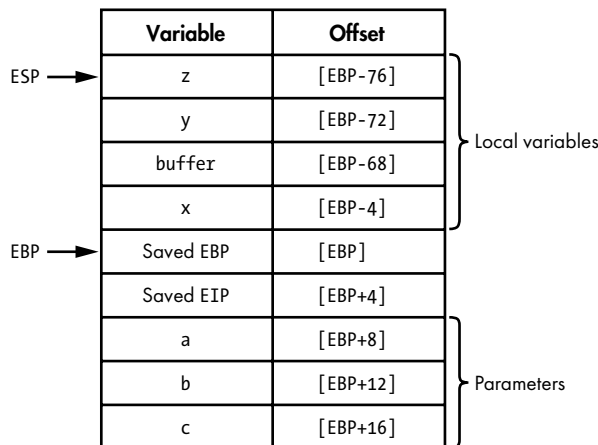 Variable Offset
ESP z [EBP-76]
y [EBP-72]
Local variables
buffer [EBP-68]
x [EBP-4]
EBP Saved EBP [EBP]
Saved EIP [EBP+4]
a [EBP+8]
b [EBP+12] Parameters
c [EBP+16]